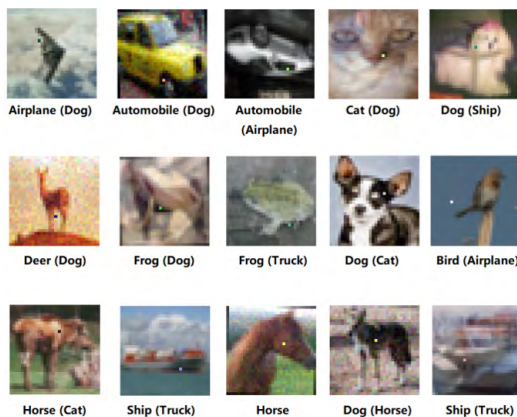 Airplane (Dog)
Automobile (Dog)
Automobile
(Airplane)
Cat (Dog)
Dog (Ship)
Deer (Dog)
Frog (Dog)
Frog (Truck)
Dog (Cat)
Bird (Airplane)
Horse (Cat)
Ship (Truck)
Horse
Dog (Horse)
Ship (Truck)